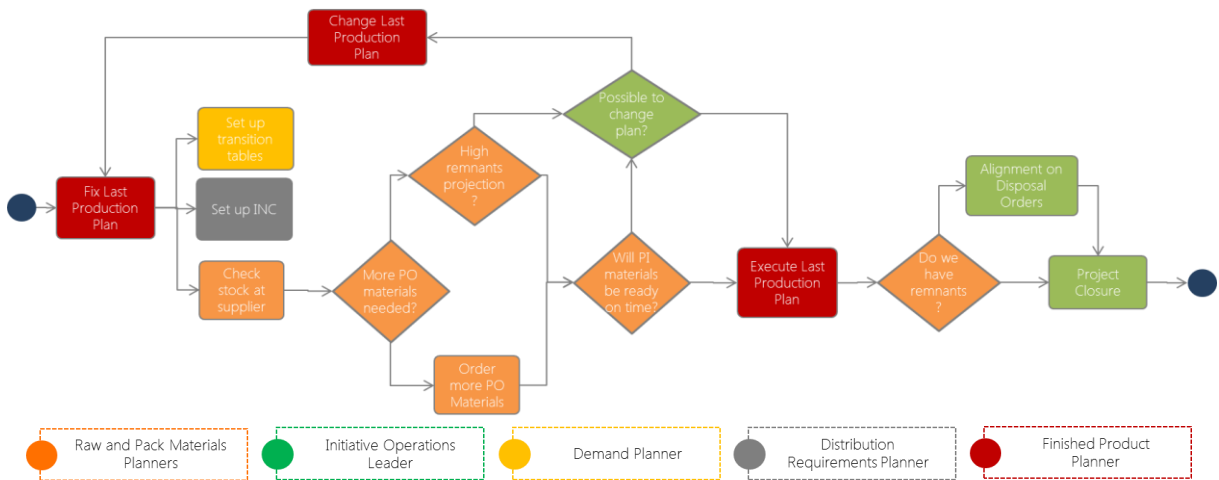 Change Last
Production
Plan
Possible to
change
plan?
Set up
transition
tables
High
remnants
projection
?
Alignment on
Disposal
Orders
Fix Last
Production
Plan
Set up INC
Check
stock at
supplier
More PO
materials
needed?
Will PI
materials
be ready
on time?
Execute Last
Production
Plan
Do we
have
remnants
?
Project
Closure
Order
more PO
Materials
Raw and Pack Materials
Planners
Initiative Operations
Leader
Demand Planner
Distribution
Requirements Planner
Finished Product
Planner